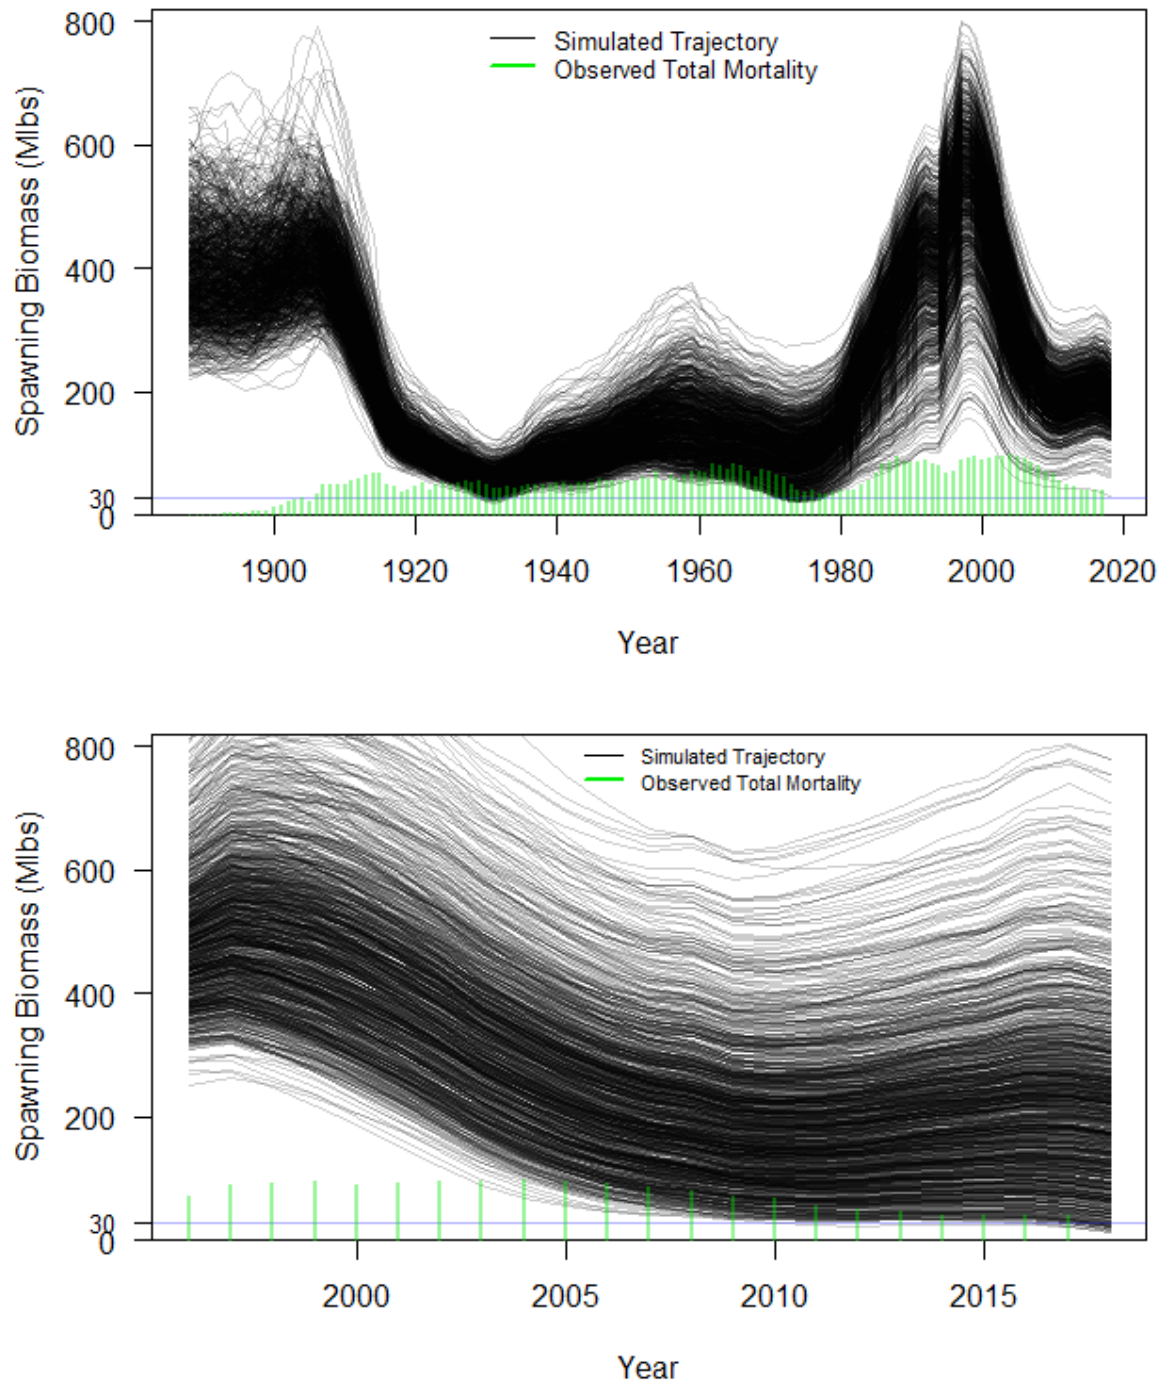 Spawning Biomass (Mlbs)
800
600
400
200
30
0
Simulated Trajectory
Observed Total Mortality
1900 1920 1940 1960 1980 2000 2020
Year
Spawning Biomass (Mlbs)
800
600
400
200
30
0
Simulated Trajectory
Observed Total Mortality
2000 2005 2010 2015
Year